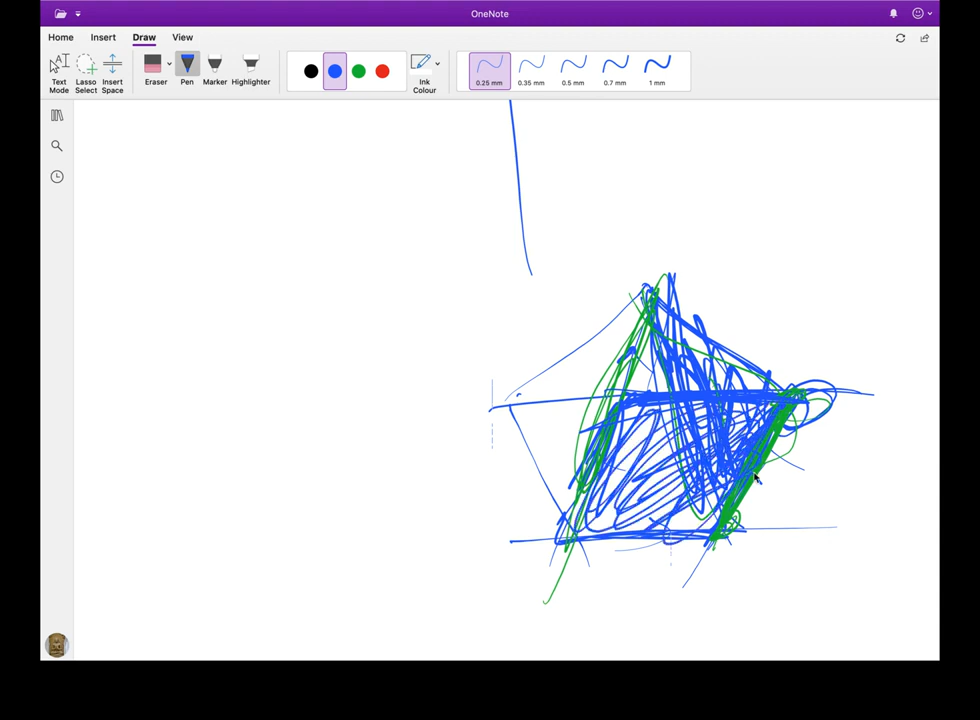 OneNote
Home Insert Draw View
Text Mode
Lasso Select
Insert Space
Eraser
Pen
Marker
Highlighter
Ink Colour
0.25 mm
0.35 mm
0.5 mm
0.7 mm
1 mm